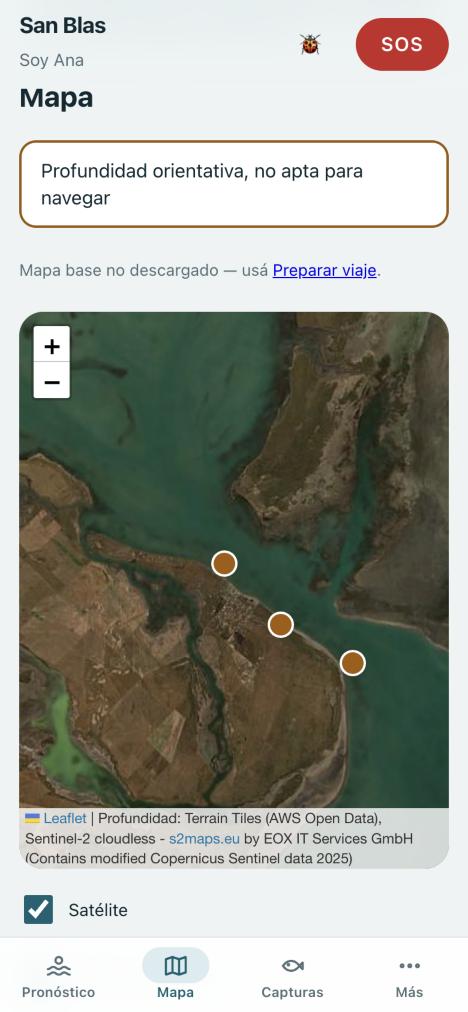 San Blas
Soy Ana
SOS
Mapa
Profundidad orientativa, no apta para
navegar
Mapa base no descargado — usá Preparar viaje.
+
−
Leaflet | Profundidad: Terrain Tiles (AWS Open Data),
Sentinel-2 cloudless - s2maps.eu by EOX IT Services GmbH
(Contains modified Copernicus Sentinel data 2025)
Satélite
Pronóstico
Mapa
Capturas
Más